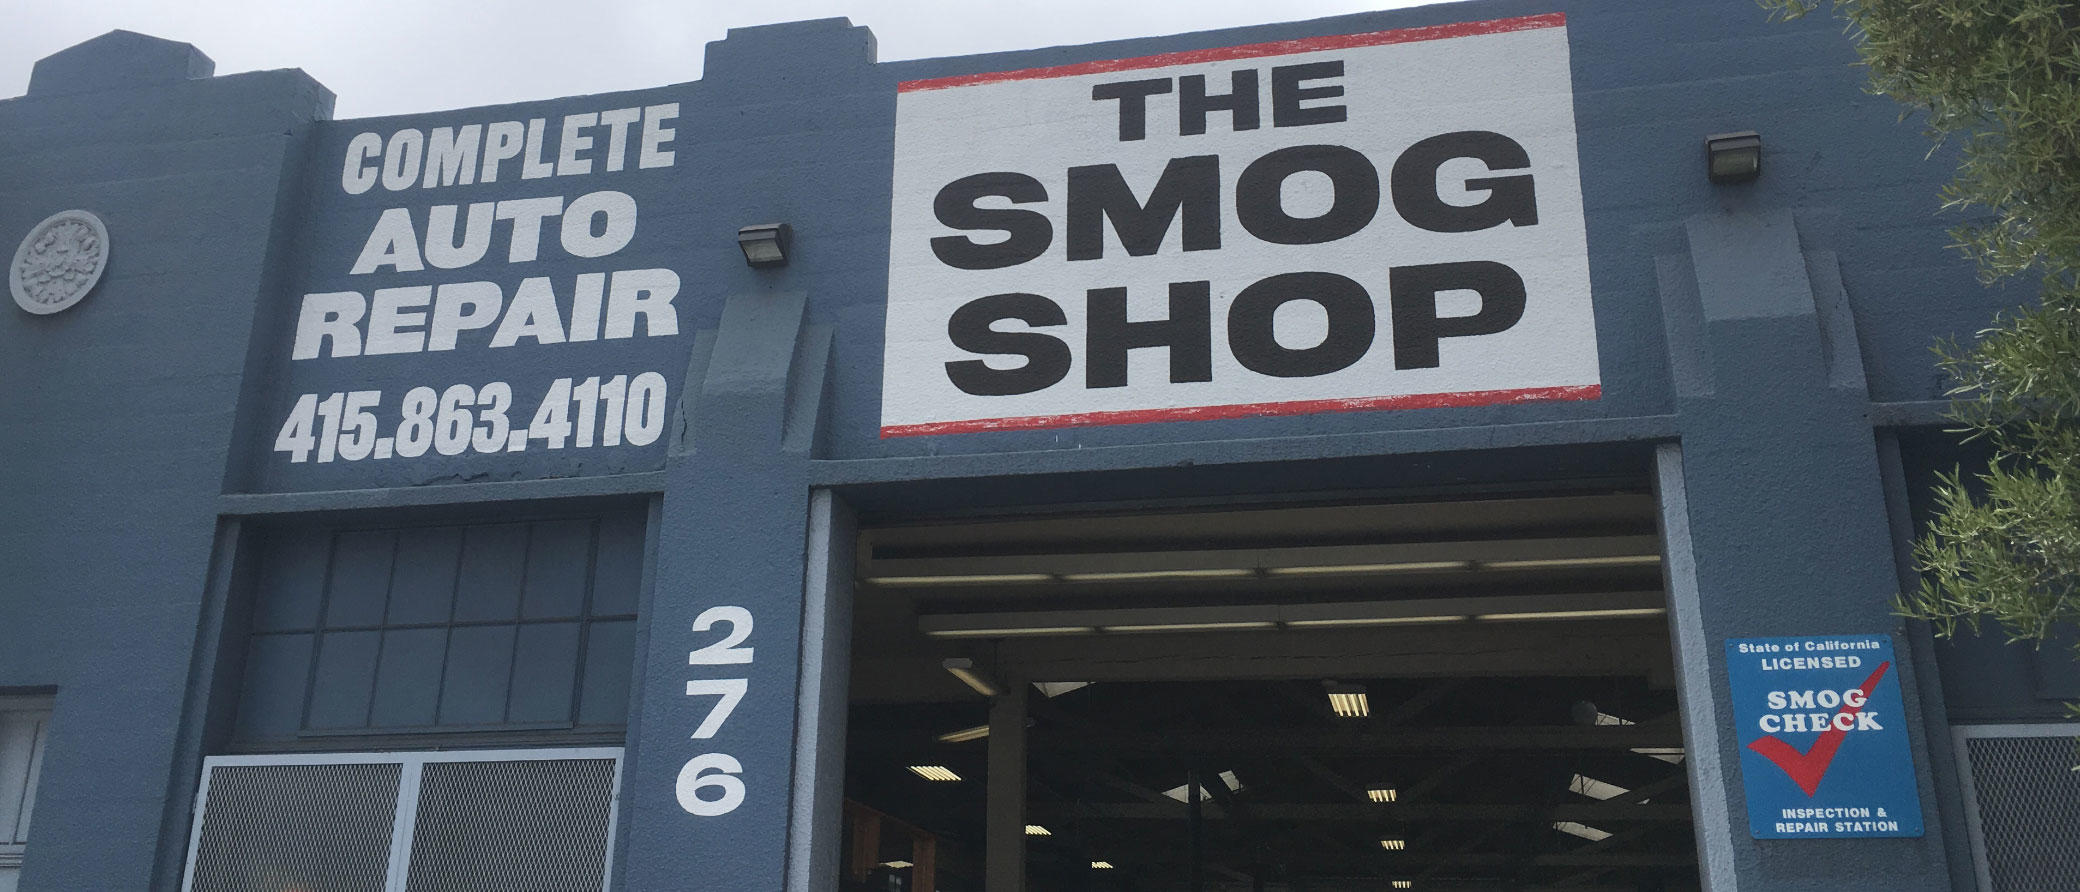 COMPLETE
AUTO
REPAIR
415.863.4110
THE
SMOG
SHOP
276
State of California
LICENSED
SMOG
CHECK
INSPECTION &
REPAIR STATION